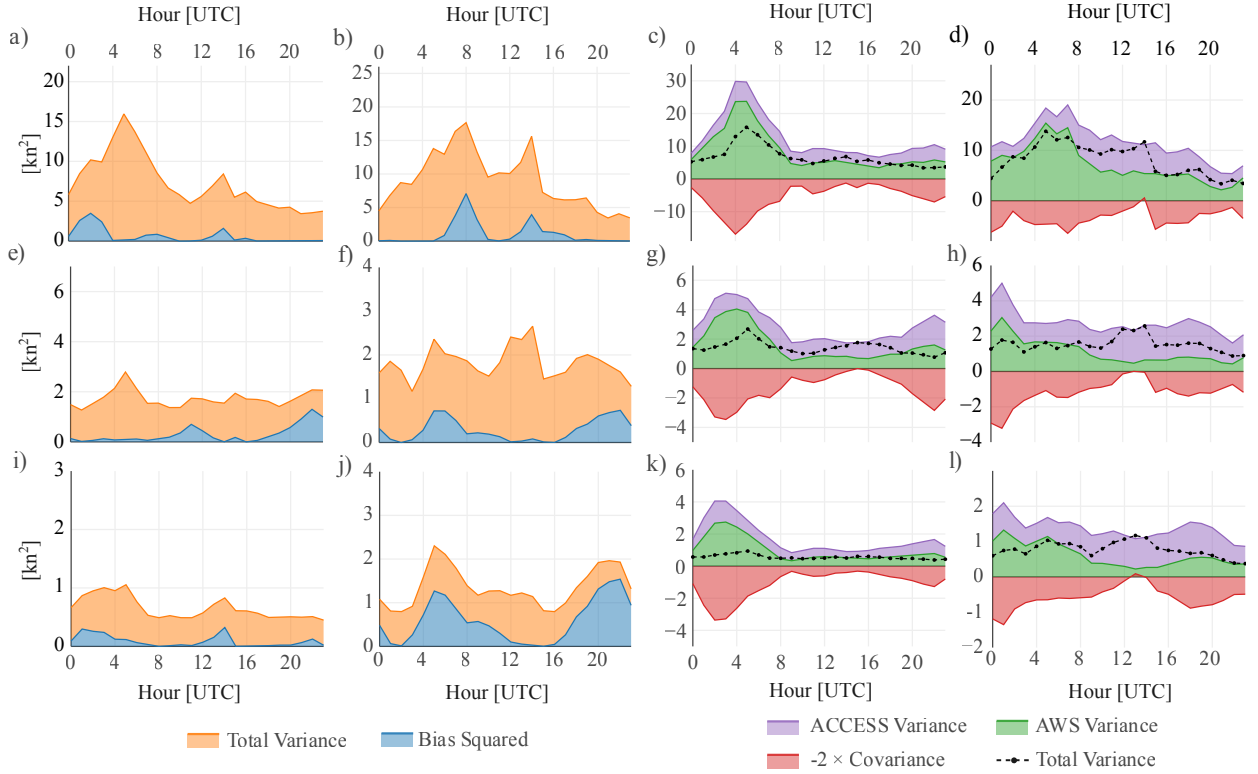 Hour [UTC] Hour [UTC] Hour [UTC] Hour [UTC]
a) 0 4 8 12 16 20 b) 0 4 8 12 16 20 c) 0 4 8 12 16 20 d) 0 4 8 12 16 20
[kn²] 20 15 10 5 0
25 20 15 10 5 0
30 20 10 0 −10
20 10 0
e) f) g) h)
[kn²] 6 4 2 0
4 3 2 1 0
6 4 2 0 −2 −4
6 4 2 0 −2 −4
i) j) k) l)
[kn²] 3 2 1 0
4 3 2 1 0
6 4 2 0 −2 −4
2 1 0 -1 −2
0 4 8 12 16 20 0 4 8 12 16 20 0 4 8 12 16 20 0 4 8 12 16 20
Hour [UTC] Hour [UTC] Hour [UTC] Hour [UTC]
Total Variance Bias Squared
ACCESS Variance AWS Variance
-2 × Covariance Total Variance